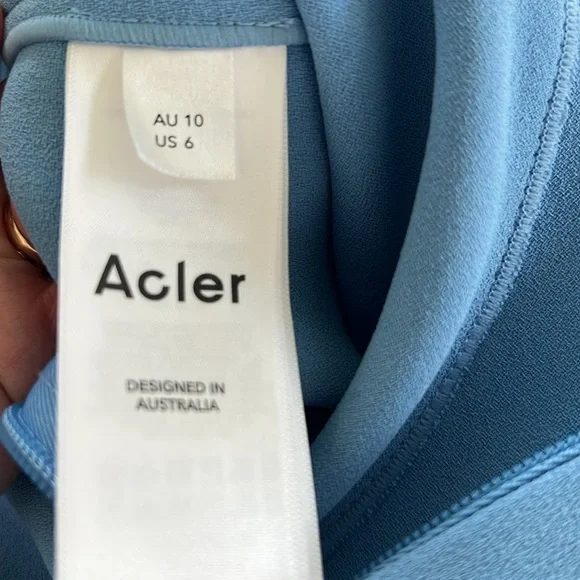 AU 10
US 6
Acler
DESIGNED IN
AUSTRALIA